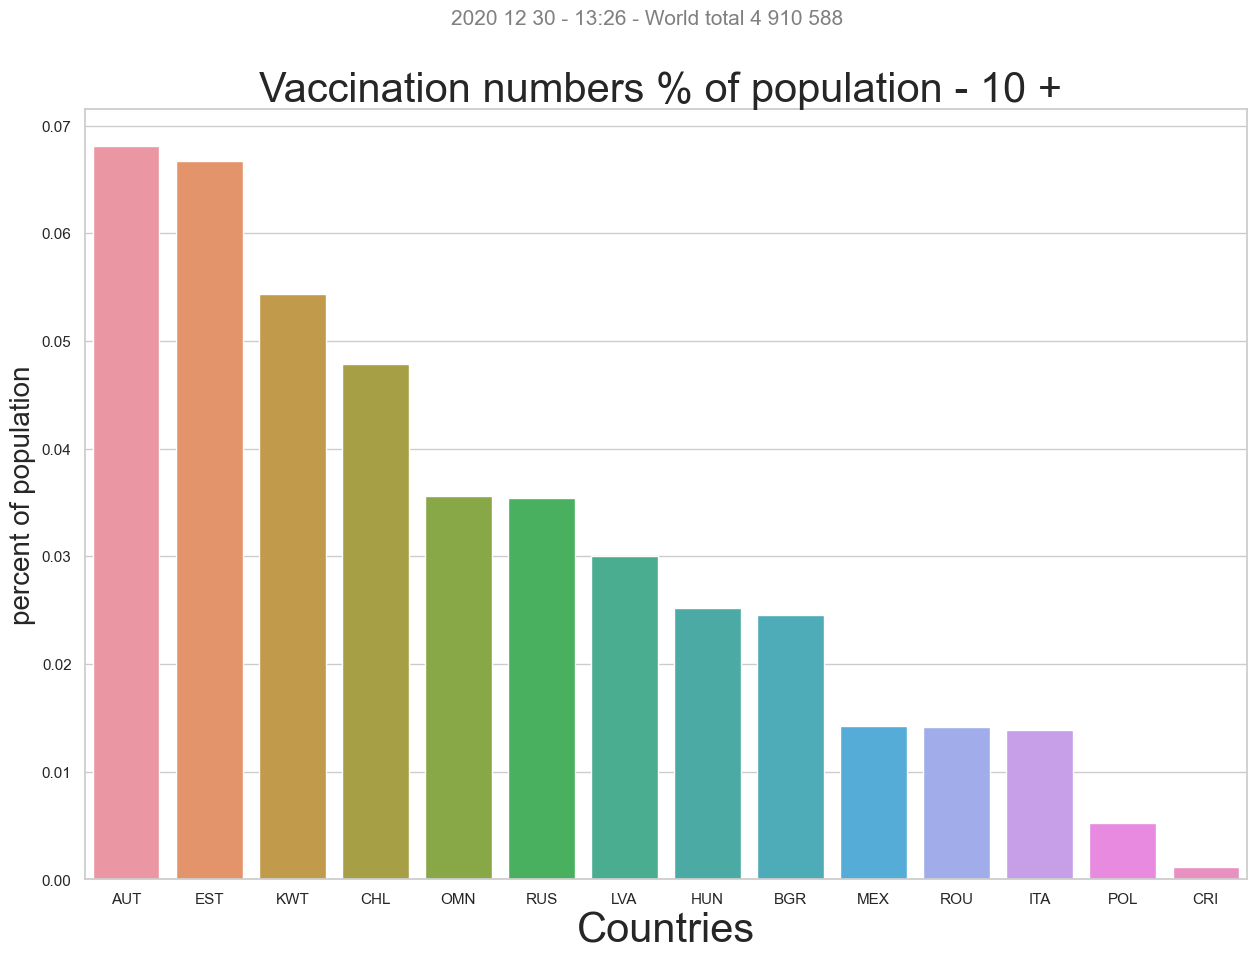 2020 12 30 - 13:26 - World total 4 910 588
Vaccination numbers % of population - 10 +
0.07
0.06
0.05
0.04
0.03
0.02
0.01
0.00
percent of population
AUT EST KWT CHL OMN RUS LVA HUN BGR MEX ROU ITA POL CRI
Countries